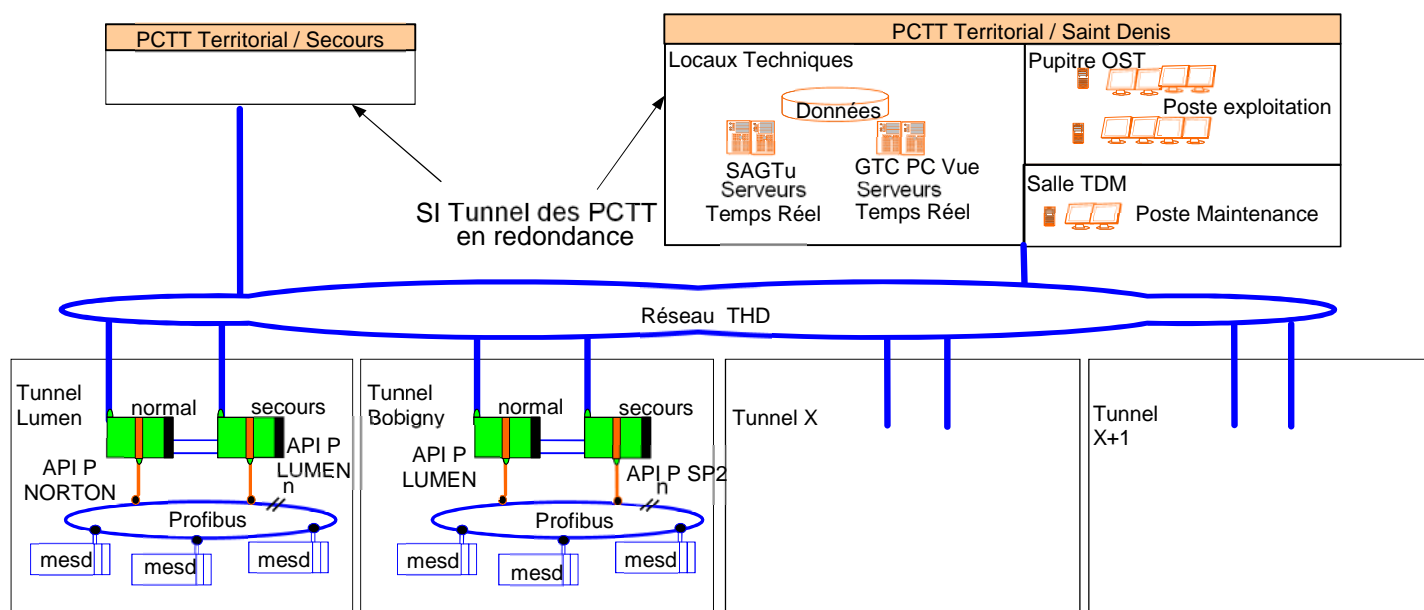 PCTT Territorial / Secours
PCTT Territorial / Saint Denis
Locaux Techniques
Données
SAGTu
Serveurs
Temps Réel
GTC PC Vue
Serveurs
Temps Réel
Pupitre OST
Poste exploitation
Salle TDM
Poste Maintenance
SI Tunnel des PCTT
en redondance
Réseau THD
Tunnel
Lumen
normal
secours
API P
NORTON
API P
LUMEN
n
Profibus
mesd
mesd
mesd
Tunnel
Bobigny
normal
secours
API P
LUMEN
API P SP2
n
Profibus
mesd
mesd
mesd
Tunnel X
Tunnel
X+1